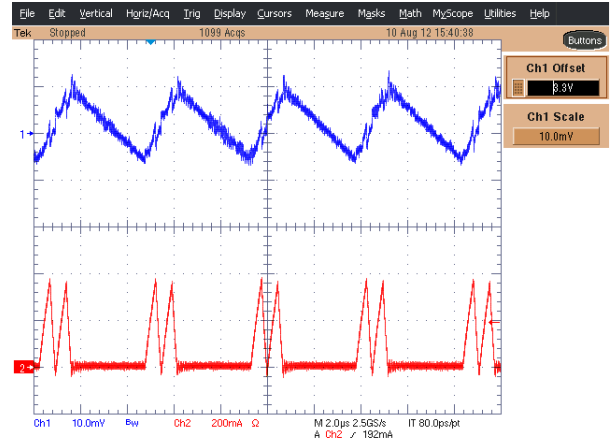 File Edit Vertical Horiz/Acq Trig Display Cursors Measure Masks Math MyScope Utilities Help
Tek Stopped 1099 Acqs 10 Aug 12 15:40:38
Buttons
Ch1 Offset
3.3V
Ch1 Scale
10.0mV
1
2
Ch1 10.0mV Bw Ch2 200mA Ω M 2.0µs 2.5GS/s IT 80.0ps/pt
A Ch2 ∕ 192mA